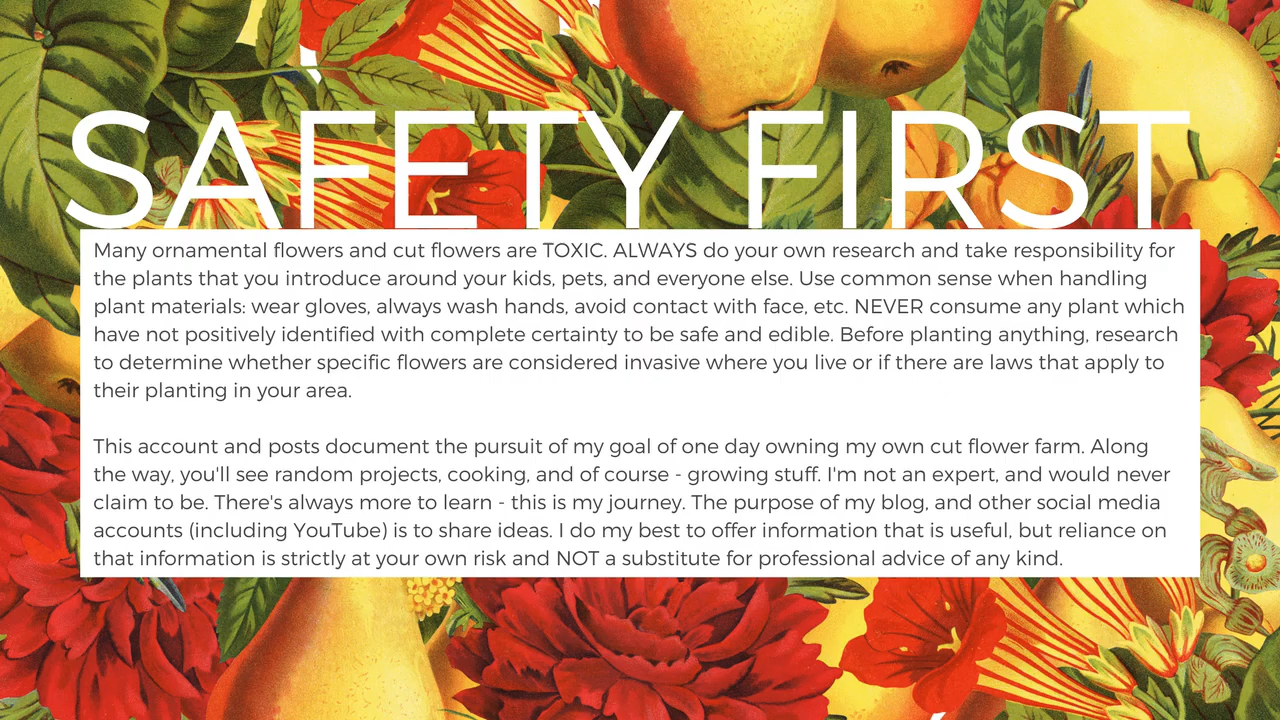 SAFETY FIRST
Many ornamental flowers and cut flowers are TOXIC. ALWAYS do your own research and take responsibility for
the plants that you introduce around your kids, pets, and everyone else. Use common sense when handling
plant materials: wear gloves, always wash hands, avoid contact with face, etc. NEVER consume any plant which
have not positively identified with complete certainty to be safe and edible. Before planting anything, research
to determine whether specific flowers are considered invasive where you live or if there are laws that apply to
their planting in your area.
This account and posts document the pursuit of my goal of one day owning my own cut flower farm. Along
the way, you'll see random projects, cooking, and of course - growing stuff. I'm not an expert, and would never
claim to be. There's always more to learn - this is my journey. The purpose of my blog, and other social media
accounts (including YouTube) is to share ideas. I do my best to offer information that is useful, but reliance on
that information is strictly at your own risk and NOT a substitute for professional advice of any kind.